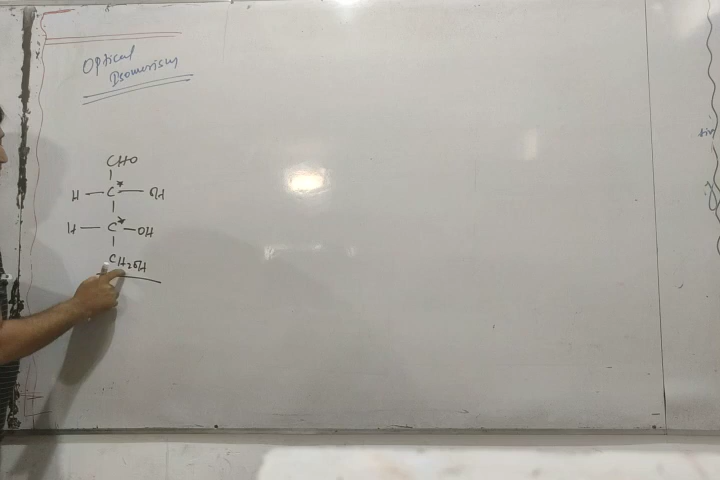 Optical
Isomerism
CHO
H — C* — OH
H — C* — OH
CH2OH